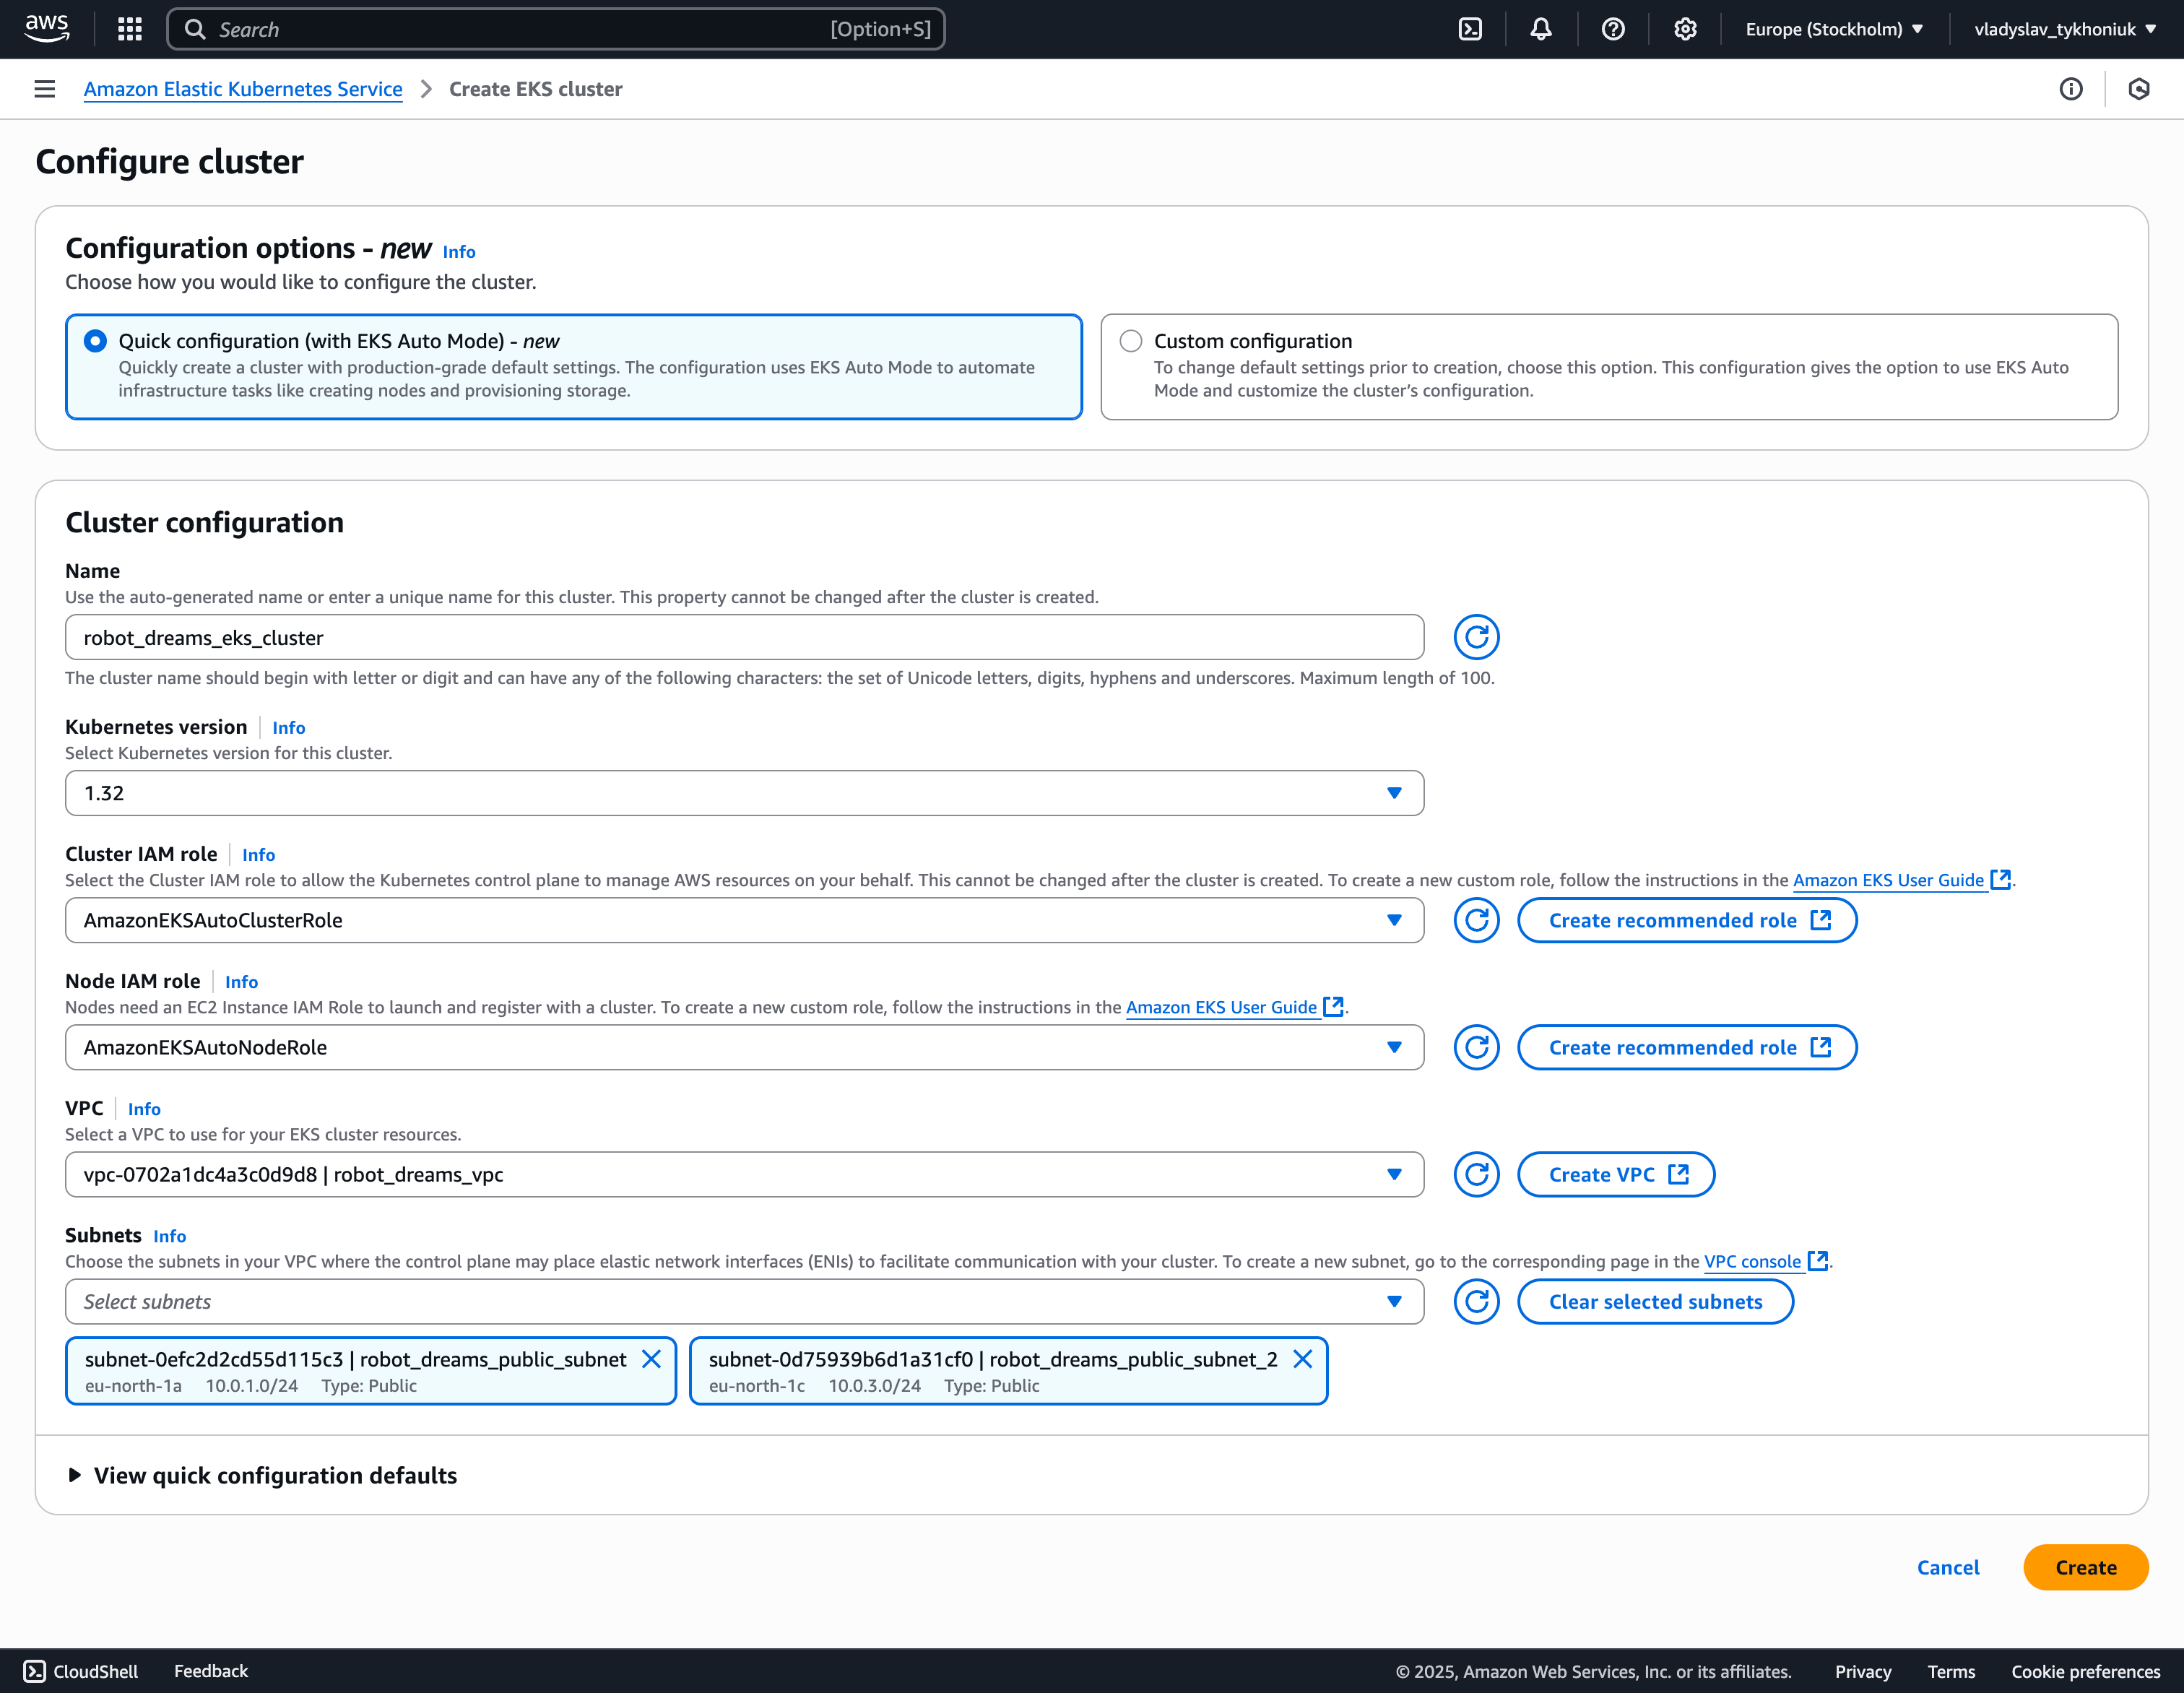 aws
Search
[Option+S]
Europe (Stockholm)
vladyslav_tykhoniuk
Amazon Elastic Kubernetes Service
Create EKS cluster
Configure cluster
Configuration options - new Info
Choose how you would like to configure the cluster.
Quick configuration (with EKS Auto Mode) - new
Quickly create a cluster with production-grade default settings. The configuration uses EKS Auto Mode to automate
infrastructure tasks like creating nodes and provisioning storage.
Custom configuration
To change default settings prior to creation, choose this option. This configuration gives the option to use EKS Auto
Mode and customize the cluster’s configuration.
Cluster configuration
Name
Use the auto-generated name or enter a unique name for this cluster. This property cannot be changed after the cluster is created.
robot_dreams_eks_cluster
The cluster name should begin with letter or digit and can have any of the following characters: the set of Unicode letters, digits, hyphens and underscores. Maximum length of 100.
Kubernetes version Info
Select Kubernetes version for this cluster.
1.32
Cluster IAM role Info
Select the Cluster IAM role to allow the Kubernetes control plane to manage AWS resources on your behalf. This cannot be changed after the cluster is created. To create a new custom role, follow the instructions in the Amazon EKS User Guide.
AmazonEKSAutoClusterRole
Create recommended role
Node IAM role Info
Nodes need an EC2 Instance IAM Role to launch and register with a cluster. To create a new custom role, follow the instructions in the Amazon EKS User Guide.
AmazonEKSAutoNodeRole
Create recommended role
VPC Info
Select a VPC to use for your EKS cluster resources.
vpc-0702a1dc4a3c0d9d8 | robot_dreams_vpc
Create VPC
Subnets Info
Choose the subnets in your VPC where the control plane may place elastic network interfaces (ENIs) to facilitate communication with your cluster. To create a new subnet, go to the corresponding page in the VPC console.
Select subnets
Clear selected subnets
subnet-0efc2d2cd55d115c3 | robot_dreams_public_subnet
eu-north-1a 10.0.1.0/24 Type: Public
subnet-0d75939b6d1a31cf0 | robot_dreams_public_subnet_2
eu-north-1c 10.0.3.0/24 Type: Public
View quick configuration defaults
Cancel
Create
CloudShell
Feedback
© 2025, Amazon Web Services, Inc. or its affiliates.
Privacy
Terms
Cookie preferences